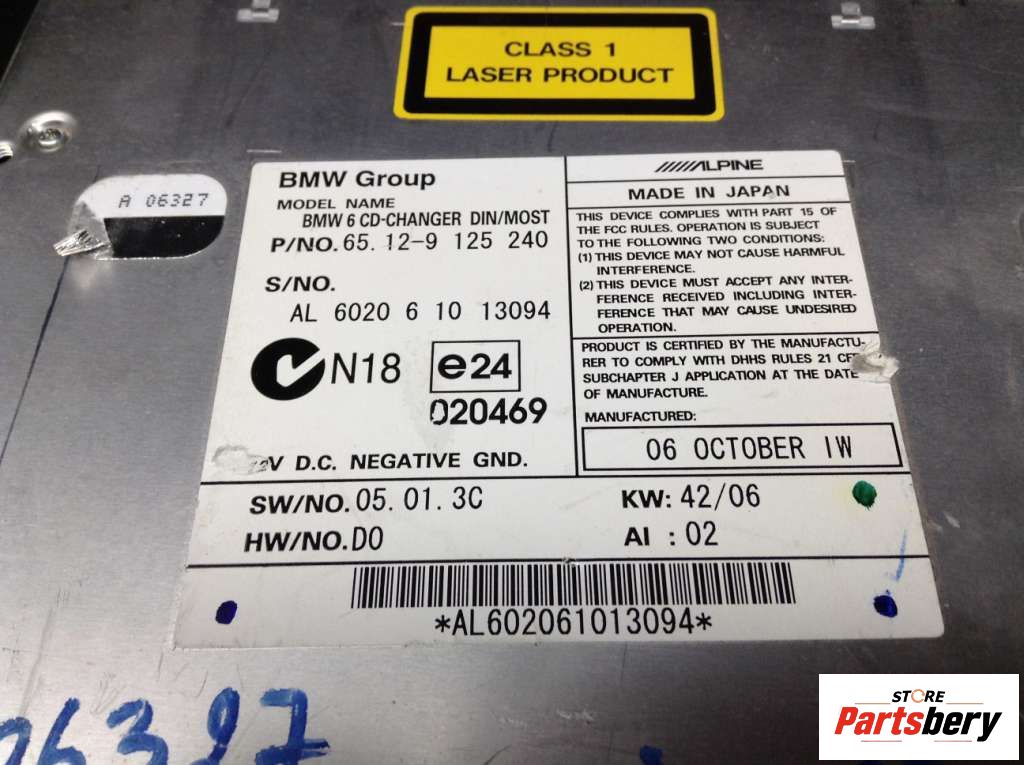 CLASS 1
LASER PRODUCT
A 06327
BMW Group
MODEL NAME
BMW 6 CD-CHANGER DIN/MOST
P/NO. 65. 12-9 125 240
S/NO.
AL 6020 6 10 13094
N18
e24
020469
V D.C. NEGATIVE GND.
ALPINE
MADE IN JAPAN
THIS DEVICE COMPLIES WITH PART 15 OF
THE FCC RULES. OPERATION IS SUBJECT
TO THE FOLLOWING TWO CONDITIONS:
(1) THIS DEVICE MAY NOT CAUSE HARMFUL
INTERFERENCE.
(2) THIS DEVICE MUST ACCEPT ANY INTER-
FERENCE RECEIVED INCLUDING INTER-
FERENCE THAT MAY CAUSE UNDESIRED
OPERATION.
PRODUCT IS CERTIFIED BY THE MANUFACTU-
RER TO COMPLY WITH DHHS RULES 21 CFR
SUBCHAPTER J APPLICATION AT THE DATE
OF MANUFACTURE.
MANUFACTURED:
06 OCTOBER IW
SW/NO. 05. 01. 3C
KW: 42/06
HW/NO. D0
AI : 02
*AL602061013094*
06327
STORE
Partsbery